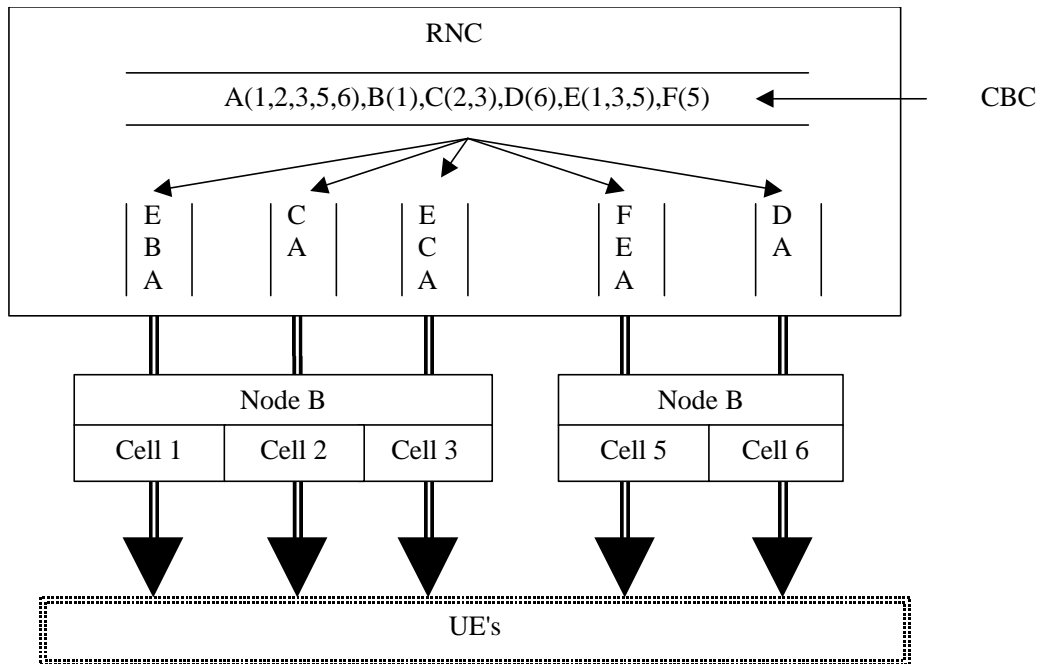 RNC
A(1,2,3,5,6),B(1),C(2,3),D(6),E(1,3,5),F(5)
CBC
E C E F D
B A C E A
A A A
Node B Node B
Cell 1 Cell 2 Cell 3 Cell 5 Cell 6
UE's